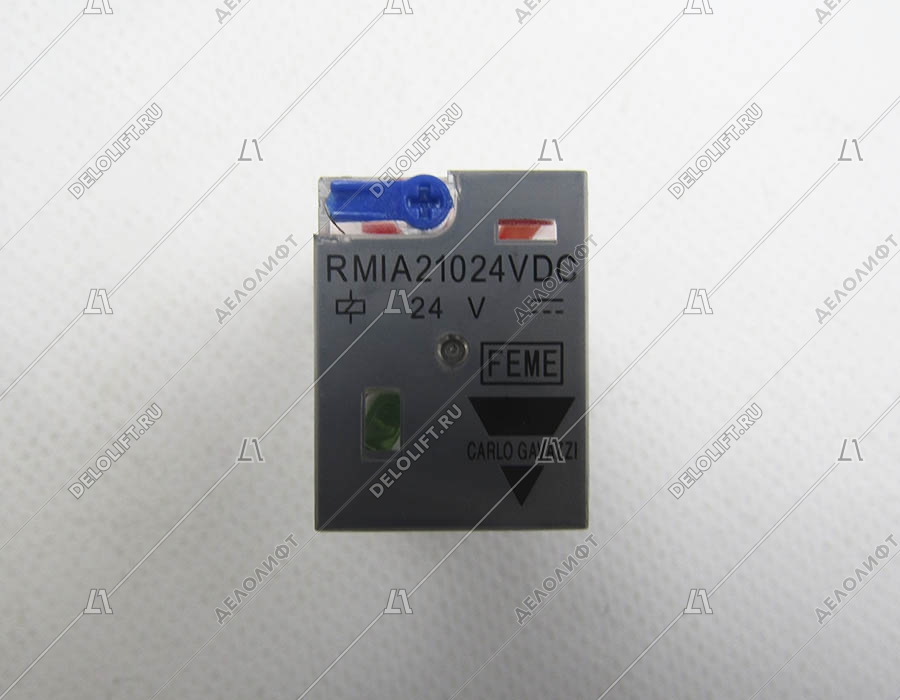 RMIA21024VDC
24 V
FEME
CARLO GAVAZZI
DELOLIFT.RU
ДЕЛОЛИФТ